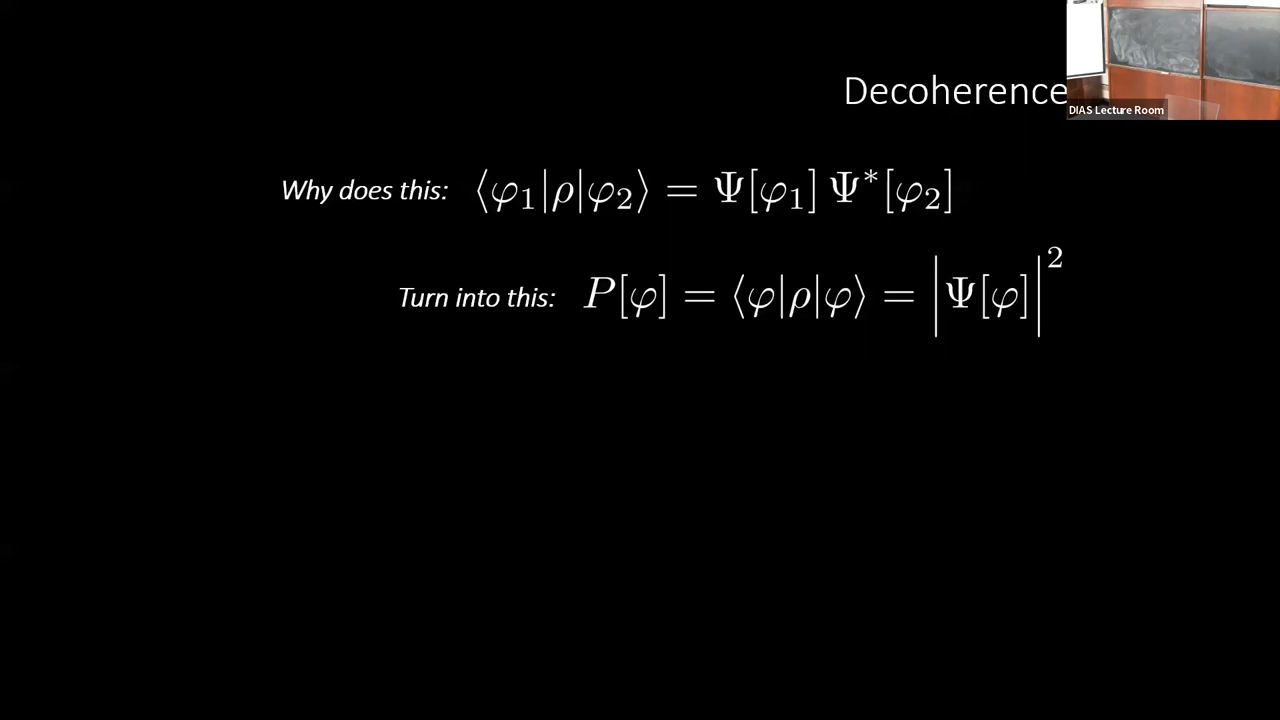 Decoherence
DIAS Lecture Room
Why does this: ⟨φ₁|ρ|φ₂⟩ = Ψ[φ₁] Ψ*[φ₂]
Turn into this: P[φ] = ⟨φ|ρ|φ⟩ = |Ψ[φ]|²